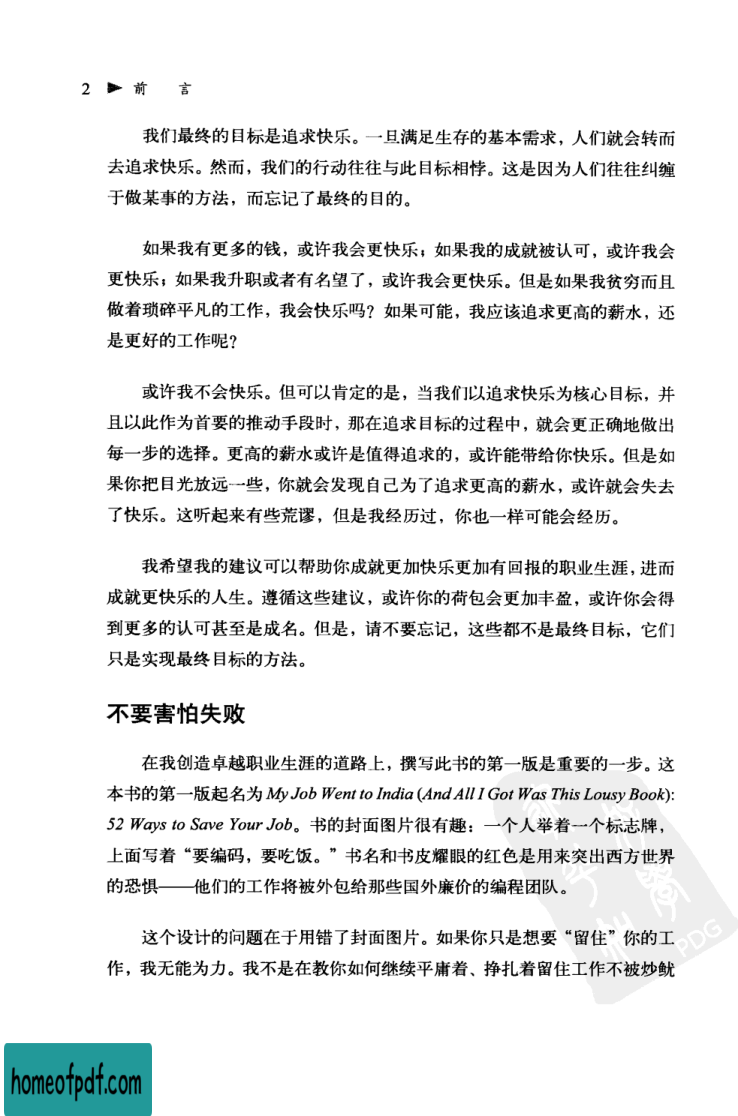 2 ▶ 前 言
我们最终的目标是追求快乐。一旦满足生存的基本需求，人们就会转而
去追求快乐。然而，我们的行动往往与此目标相悖。这是因为人们往往纠缠
于做某事的方法，而忘记了最终的目的。
如果我有更多的钱，或许我会更快乐；如果我的成就被认可，或许我会
更快乐；如果我升职或者有名望了，或许我会更快乐。但是如果我贫穷而且
做着琐碎平凡的工作，我会快乐吗？如果可能，我应该追求更高的薪水，还
是更好的工作呢？
或许我不会快乐。但可以肯定的是，当我们以追求快乐为核心目标，并
且以此作为首要的推动手段时，那在追求目标的过程中，就会更正确地做出
每一步的选择。更高的薪水或许是值得追求的，或许能带给你快乐。但是如
果你把目光放远一些，你就会发现自己为了追求更高的薪水，或许就会失去
了快乐。这听起来有些荒谬，但是我经历过，你也一样可能会经历。
我希望我的建议可以帮助你成就更加快乐更加有回报的职业生涯，进而
成就更快乐的人生。遵循这些建议，或许你的荷包会更加丰盈，或许你会得
到更多的认可甚至是成名。但是，请不要忘记，这些都不是最终目标，它们
只是实现最终目标的方法。
不要害怕失败
在我创造卓越职业生涯的道路上，撰写此书的第一版是重要的一步。这
本书的第一版起名为 My Job Went to India (And All I Got Was This Lousy Book):
52 Ways to Save Your Job。书的封面图片很有趣：一个人举着一个标志牌，
上面写着“要编码，要吃饭。”书名和书皮耀眼的红色是用来突出西方世界
的恐惧——他们的工作将被外包给那些国外廉价的编程团队。
这个设计的问题在于用错了封面图片。如果你只是想要“留住”你的工
作，我无能为力。我不是在教你如何继续平庸着、挣扎着留住工作不被炒鱿
PDG
homeofpdf.com